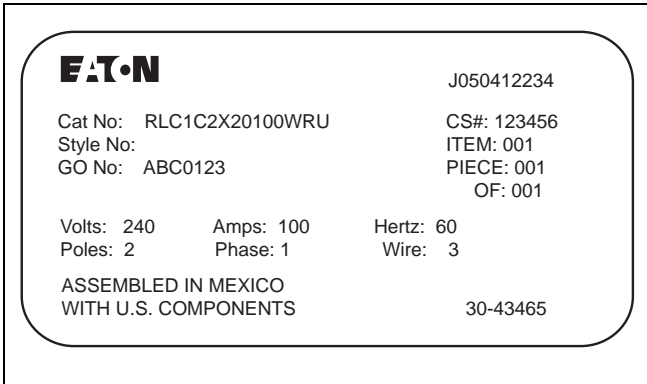 EATON
J050412234
Cat No: RLC1C2X20100WRU CS#: 123456
Style No: ITEM: 001
GO No: ABC0123 PIECE: 001
OF: 001
Volts: 240 Amps: 100 Hertz: 60
Poles: 2 Phase: 1 Wire: 3
ASSEMBLED IN MEXICO
WITH U.S. COMPONENTS 30-43465